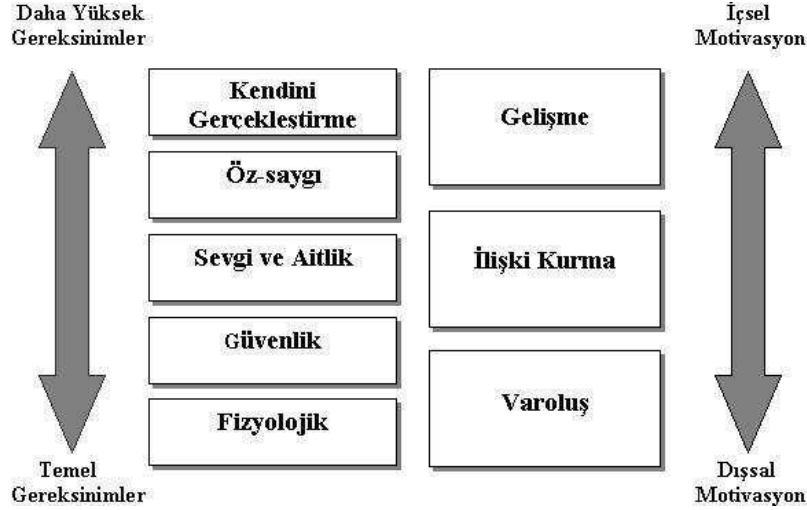 Daha Yüksek
Gereksinimler
İçsel
Motivasyon
Kendini
Gerçekleştirme
Gelişme
Öz-saygı
Sevgi ve Aitlik
İlişki Kurma
Güvenlik
Varoluş
Fizyolojik
Temel
Gereksinimler
Dışsal
Motivasyon